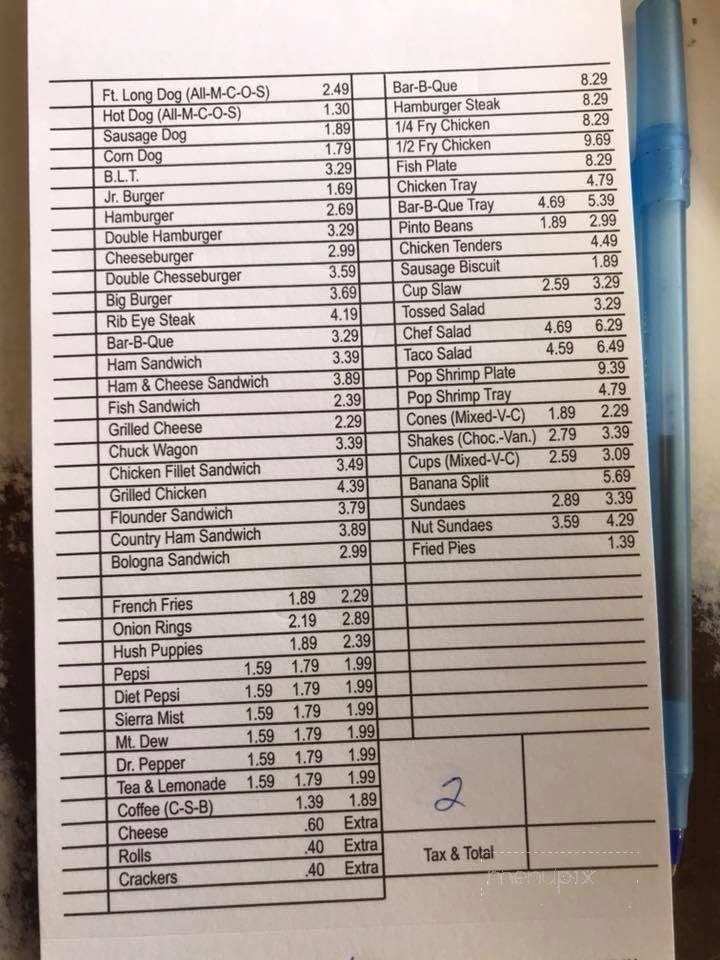 Ft. Long Dog (All-M-C-O-S) 2.49
Hot Dog (All-M-C-O-S) 1.30
Sausage Dog 1.89
Corn Dog 1.79
B.L.T. 3.29
Jr. Burger 1.69
Hamburger 2.69
Double Hamburger 3.29
Cheeseburger 2.99
Double Chesseburger 3.59
Big Burger 3.69
Rib Eye Steak 4.19
Bar-B-Que 3.29
Ham Sandwich 3.39
Ham & Cheese Sandwich 3.89
Fish Sandwich 2.39
Grilled Cheese 2.29
Chuck Wagon 3.39
Chicken Fillet Sandwich 3.49
Grilled Chicken 4.39
Flounder Sandwich 3.79
Country Ham Sandwich 3.89
Bologna Sandwich 2.99
French Fries 1.89 2.29
Onion Rings 2.19 2.89
Hush Puppies 1.89 2.39
Pepsi 1.59 1.79 1.99
Diet Pepsi 1.59 1.79 1.99
Sierra Mist 1.59 1.79 1.99
Mt. Dew 1.59 1.79 1.99
Dr. Pepper 1.59 1.79 1.99
Tea & Lemonade 1.59 1.79 1.99
Coffee (C-S-B) 1.39 1.89
Cheese .60 Extra
Rolls .40 Extra
Crackers .40 Extra
Bar-B-Que 8.29
Hamburger Steak 8.29
1/4 Fry Chicken 8.29
1/2 Fry Chicken 9.69
Fish Plate 8.29
Chicken Tray 4.79
Bar-B-Que Tray 4.69 5.39
Pinto Beans 1.89 2.99
Chicken Tenders 4.49
Sausage Biscuit 1.89
Cup Slaw 2.59 3.29
Tossed Salad 3.29
Chef Salad 4.69 6.29
Taco Salad 4.59 6.49
Pop Shrimp Plate 9.39
Pop Shrimp Tray 4.79
Cones (Mixed-V-C) 1.89 2.29
Shakes (Choc.-Van.) 2.79 3.39
Cups (Mixed-V-C) 2.59 3.09
Banana Split 5.69
Sundaes 2.89 3.39
Nut Sundaes 3.59 4.29
Fried Pies 1.39
2
Tax & Total
menupix